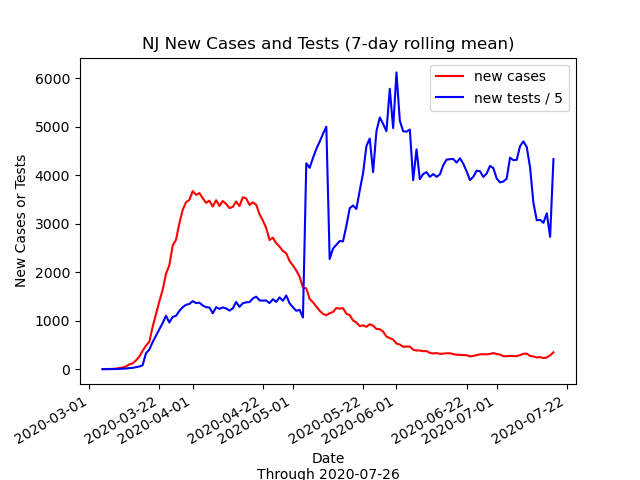 NJ New Cases and Tests (7-day rolling mean)
new cases
new tests / 5
New Cases or Tests
6000
5000
4000
3000
2000
1000
0
2020-03-01
2020-03-22
2020-04-01
2020-04-22
2020-05-01
2020-05-22
2020-06-01
2020-06-22
2020-07-01
2020-07-22
Date
Through 2020-07-26